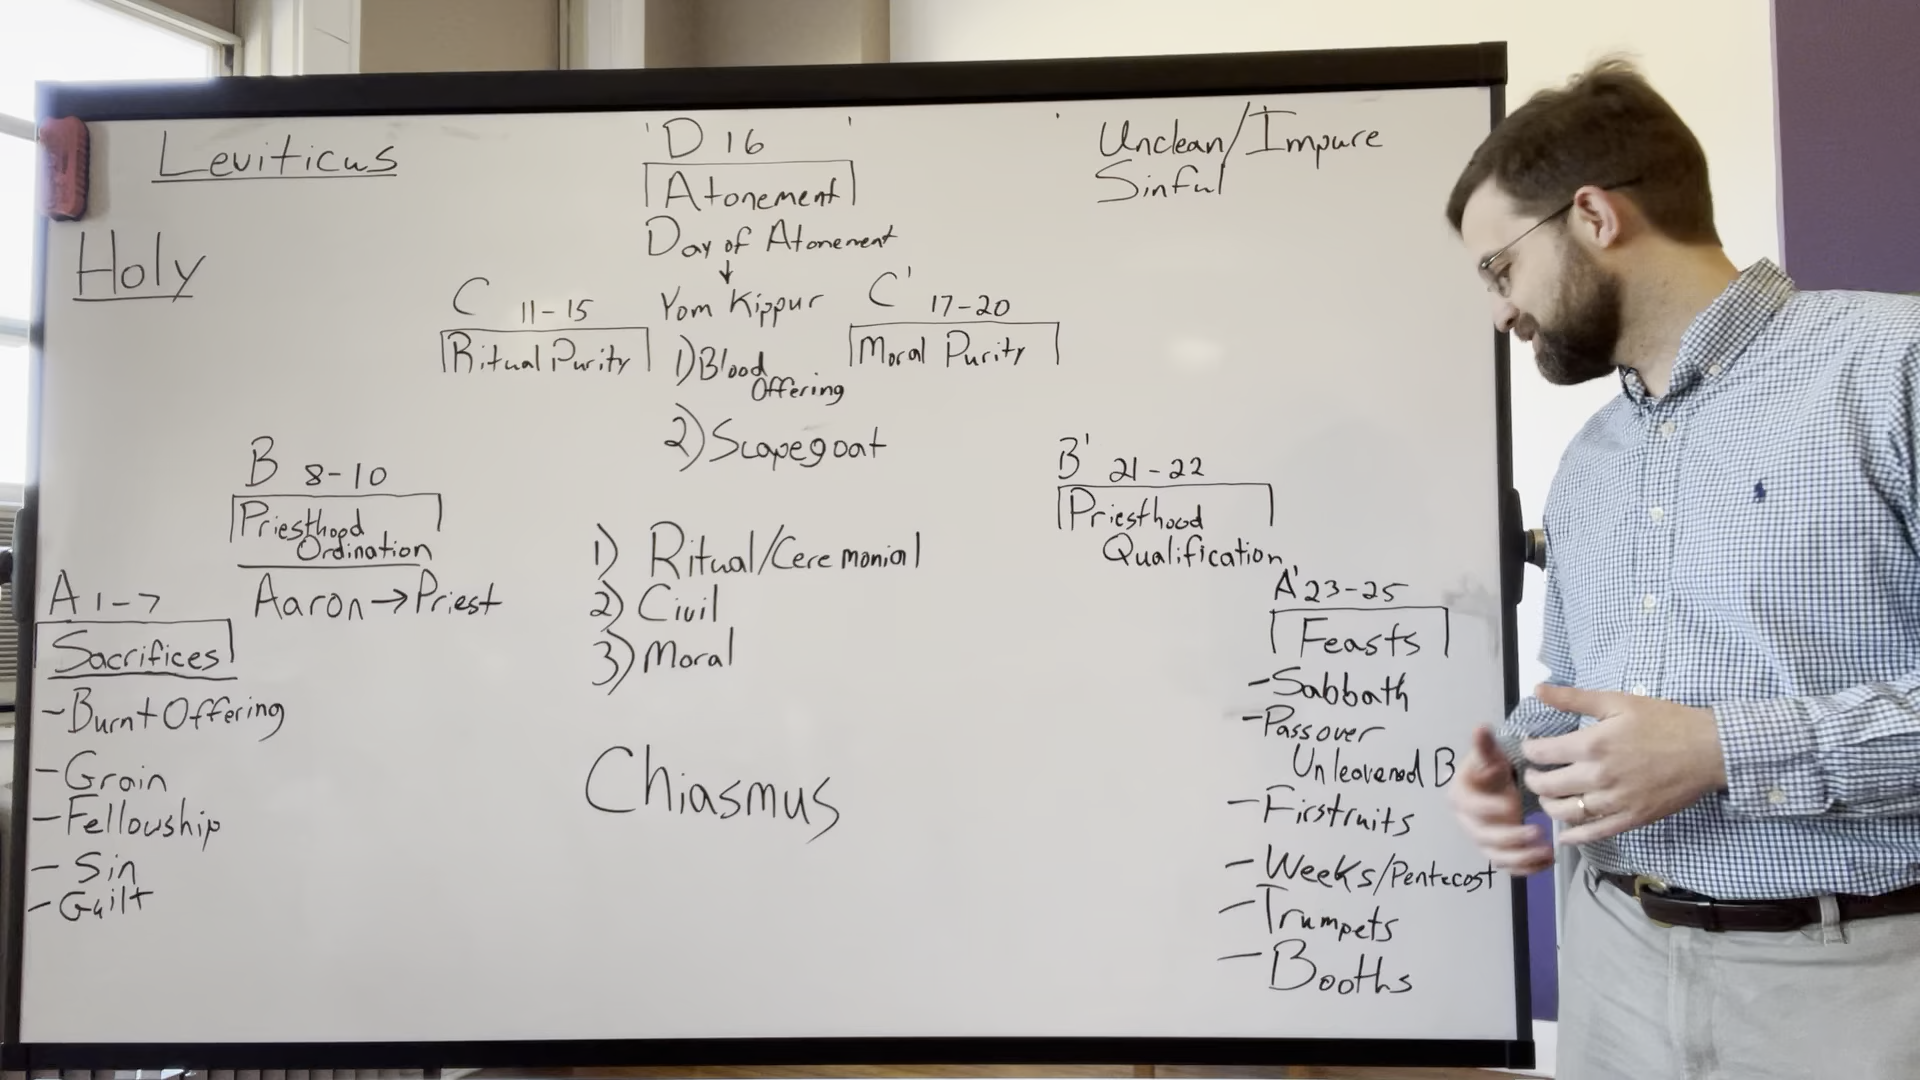 Leviticus
Holy
D 16
Atonement
Day of Atonement
↓
Yom Kippur
1) Blood
Offering
2) Scapegoat
Unclean/Impure
Sinful
C 11-15
Ritual Purity
C' 17-20
Moral Purity
B 8-10
Priesthood
Ordination
Aaron → Priest
B' 21-22
Priesthood
Qualification
A 1-7
Sacrifices
- Burnt Offering
- Grain
- Fellowship
- Sin
- Guilt
1) Ritual/Ceremonial
2) Civil
3) Moral
Chiasmus
A' 23-25
Feasts
- Sabbath
- Passover
Unleavened B
- Firstruits
- Weeks/Pentecost
- Trumpets
- Booths